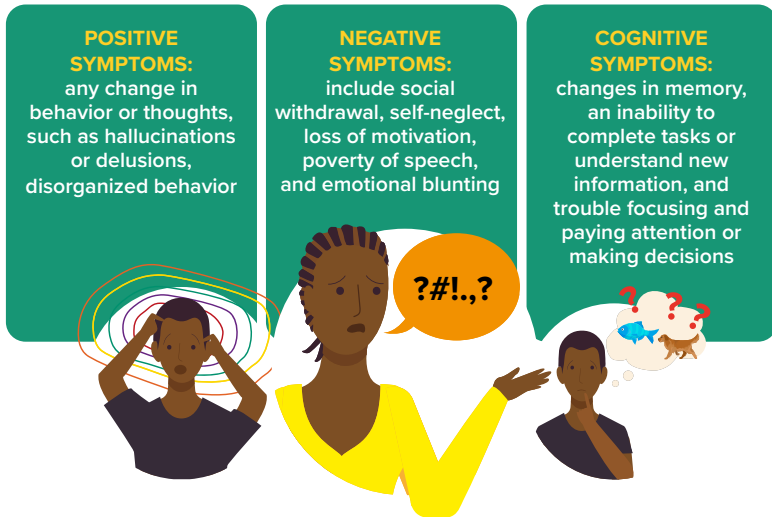 POSITIVE
SYMPTOMS:
any change in
behavior or thoughts,
such as hallucinations
or delusions,
disorganized behavior
NEGATIVE
SYMPTOMS:
include social
withdrawal, self-neglect,
loss of motivation,
poverty of speech,
and emotional blunting
COGNITIVE
SYMPTOMS:
changes in memory,
an inability to
complete tasks or
understand new
information, and
trouble focusing and
paying attention or
making decisions
?#!.,?
? ? ?